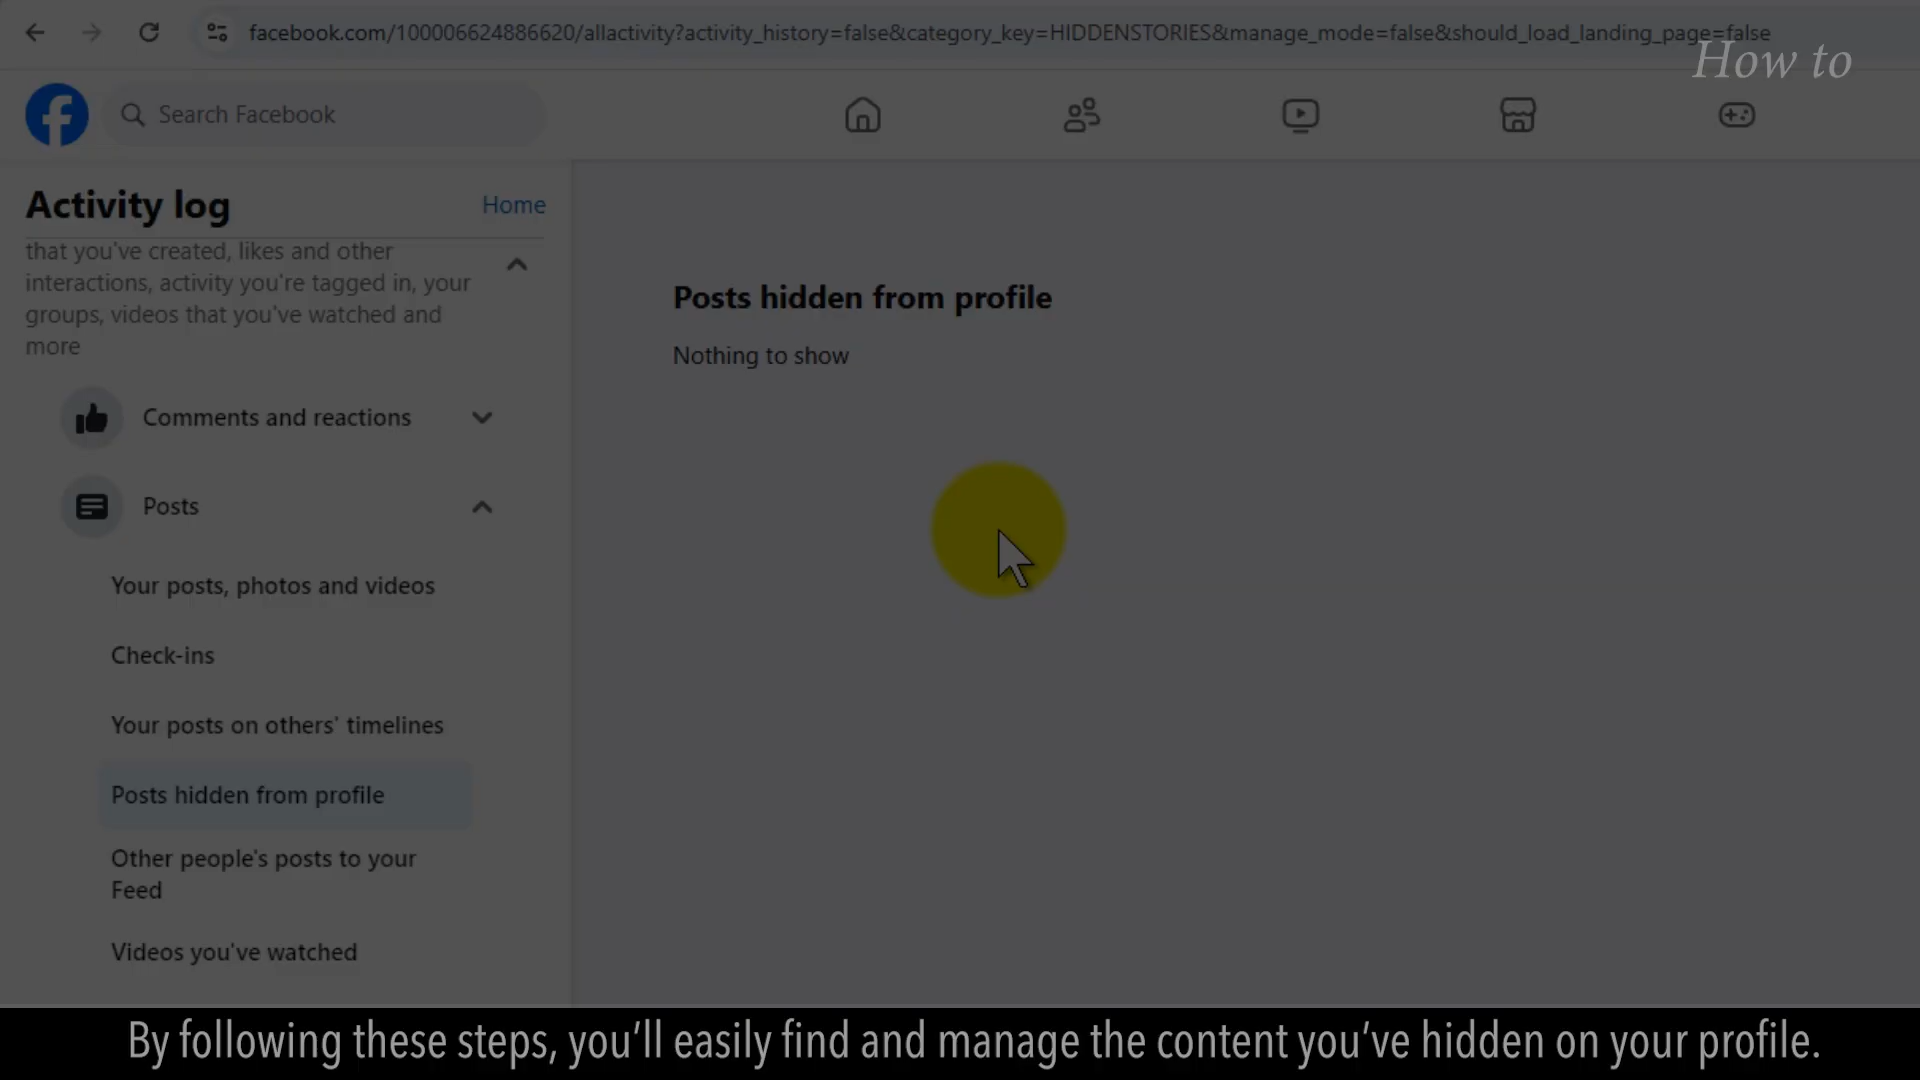 facebook.com/100006624886620/allactivity?activity_history=false&category_key=HIDDENSTORIES&manage_mode=false&should_load_landing_page=false
How to
Search Facebook
Activity log
Home
that you've created, likes and other
interactions, activity you're tagged in, your
groups, videos that you've watched and
more
Comments and reactions
Posts
Your posts, photos and videos
Check-ins
Your posts on others' timelines
Posts hidden from profile
Other people's posts to your
Feed
Videos you've watched
Posts hidden from profile
Nothing to show
By following these steps, you’ll easily find and manage the content you’ve hidden on your profile.